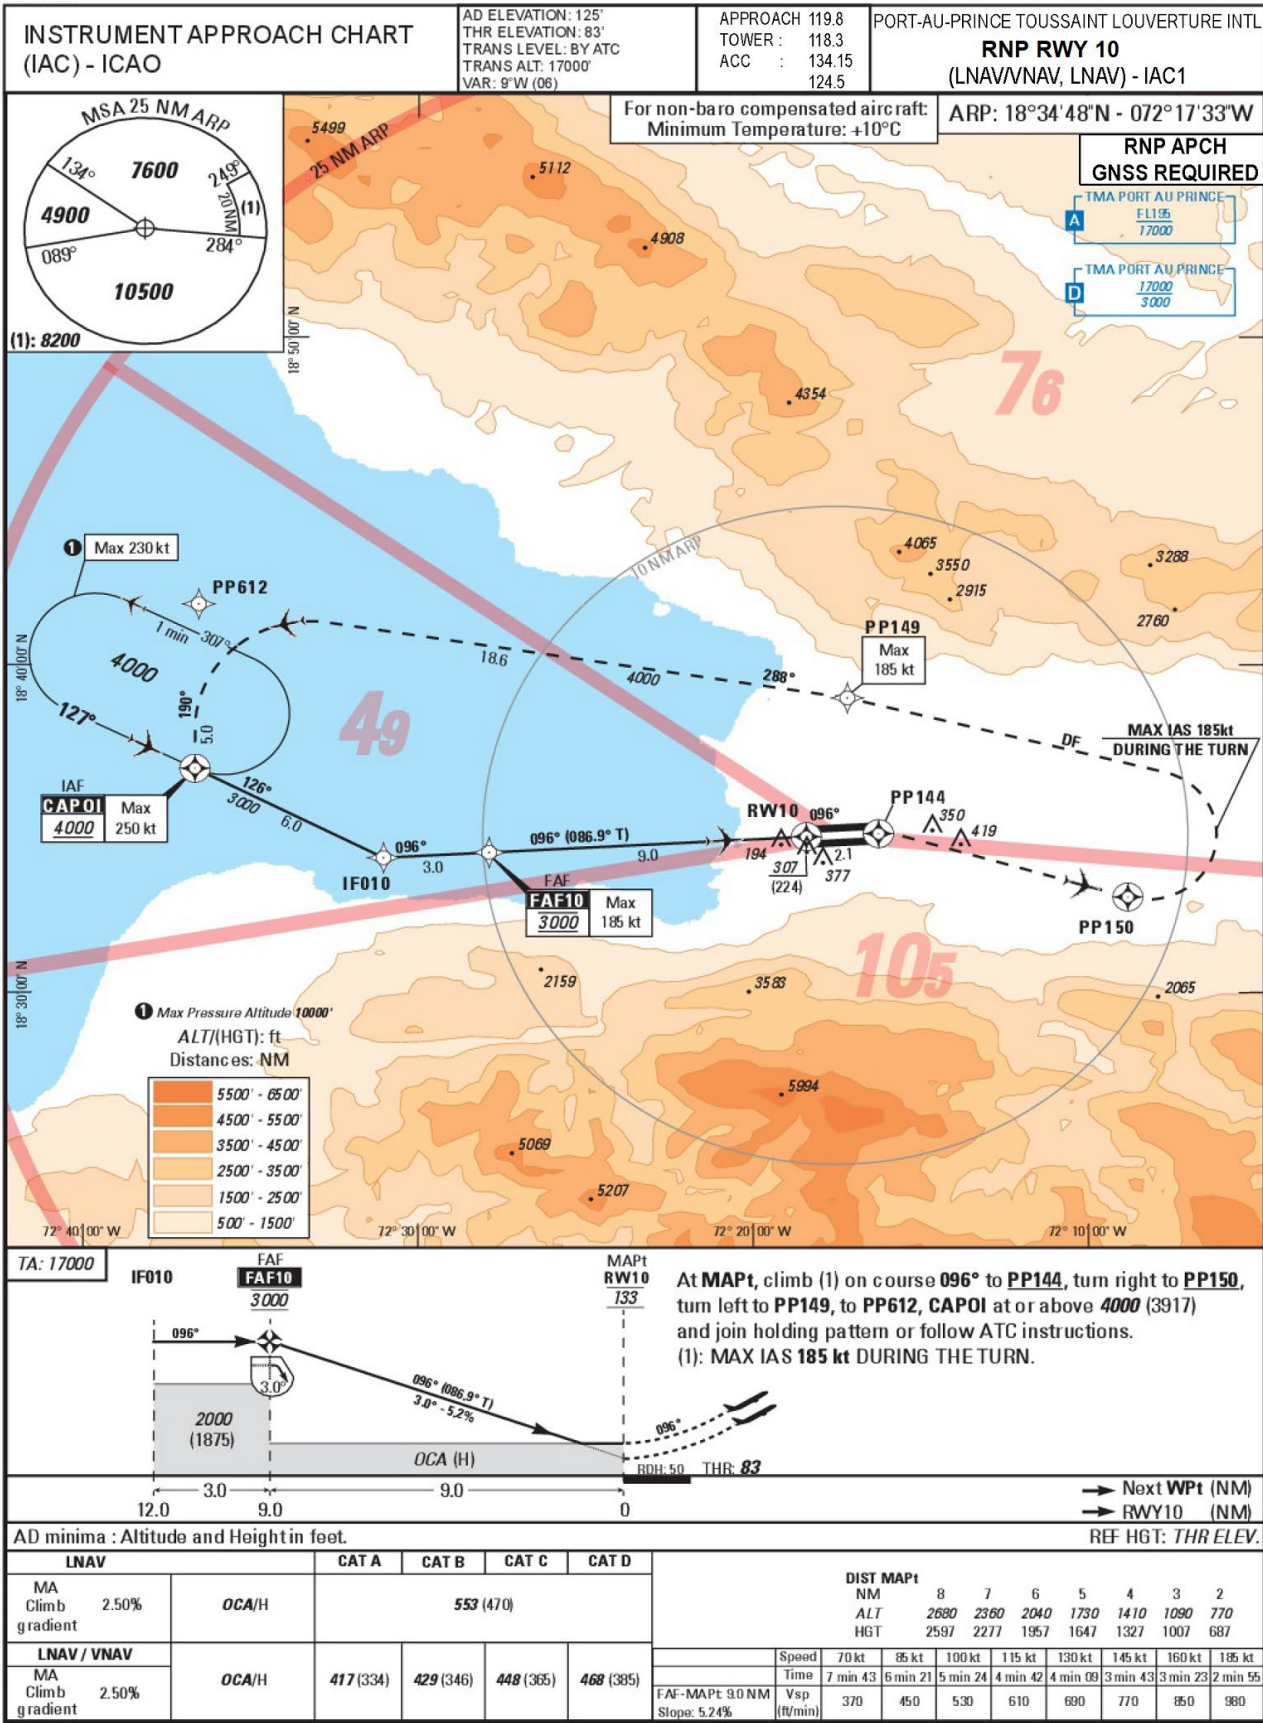 INSTRUMENT APPROACH CHART
(IAC) - ICAO
AD ELEVATION: 125'
THR ELEVATION: 83'
TRANS LEVEL: BY ATC
TRANS ALT: 17000'
VAR: 9°W (06)
APPROACH 119.8
TOWER : 118.3
ACC : 134.15
124.5
PORT-AU-PRINCE TOUSSAINT LOUVERTURE INTL
RNP RWY 10
(LNAV/VNAV, LNAV) - IAC1
MSA 25 NM ARP
134°
7600
249°
20 NM
(1)
4900
284°
089°
10500
(1): 8200
For non-baro compensated aircraft:
Minimum Temperature: +10°C
ARP: 18°34'48"N - 072°17'33"W
RNP APCH
GNSS REQUIRED
TMA PORT AU PRINCE
A
FL195
17000
TMA PORT AU PRINCE
D
17000
3000
5499
25 NM ARP
5112
4908
18° 50' 00" N
4354
76
1 Max 230 kt
PP612
1 min 307°
4000
18° 40' 00" N
127°
190°
5.0
10 NM ARP
4065
3550
2915
3288
2760
PP149
Max
185 kt
18.6
4000
288°
49
DF
MAX IAS 185kt
DURING THE TURN
IAF
CAPOI
4000
Max
250 kt
126°
3000
6.0
096°
3.0
IF010
096° (086.9° T)
9.0
FAF
FAF10
3000
Max
185 kt
RW10
096°
PP144
194
307
(224)
2.1
377
350
419
PP150
105
18° 30' 00" N
2159
3583
2065
1 Max Pressure Altitude 10000'
ALT/(HGT): ft
Distances: NM
5500' - 6500'
4500' - 5500'
3500' - 4500'
2500' - 3500'
1500' - 2500'
500' - 1500'
5994
5069
5207
72° 40' 00" W
72° 30' 00" W
72° 20' 00" W
72° 10' 00" W
TA: 17000
IF010
FAF
FAF10
3000
MAPt
RW10
133
096°
3.0°
096° (086.9° T)
3.0° - 5.2%
2000
(1875)
OCA (H)
096°
RDH: 50
THR: 83
3.0
9.0
12.0
9.0
0
At MAPt, climb (1) on course 096° to PP144, turn right to PP150,
turn left to PP149, to PP612, CAPOI at or above 4000 (3917)
and join holding pattern or follow ATC instructions.
(1): MAX IAS 185 kt DURING THE TURN.
Next WPt (NM)
RWY10 (NM)
AD minima : Altitude and Height in feet.
REF HGT: THR ELEV.
LNAV CAT A CAT B CAT C CAT D
MA
Climb 2.50%
gradient
OCA/H
553 (470)
LNAV / VNAV
MA
Climb 2.50%
gradient
OCA/H
417 (334) 429 (346) 448 (365) 468 (385)
DIST MAPt
NM 8 7 6 5 4 3 2
ALT 2680 2360 2040 1730 1410 1090 770
HGT 2597 2277 1957 1647 1327 1007 687
Speed 70 kt 85 kt 100 kt 115 kt 130 kt 145 kt 160 kt 185 kt
Time 7 min 43 6 min 21 5 min 24 4 min 42 4 min 09 3 min 43 3 min 23 2 min 55
FAF-MAPt: 9.0 NM
Slope: 5.24%
Vsp
(ft/min)
370 450 530 610 690 770 850 980